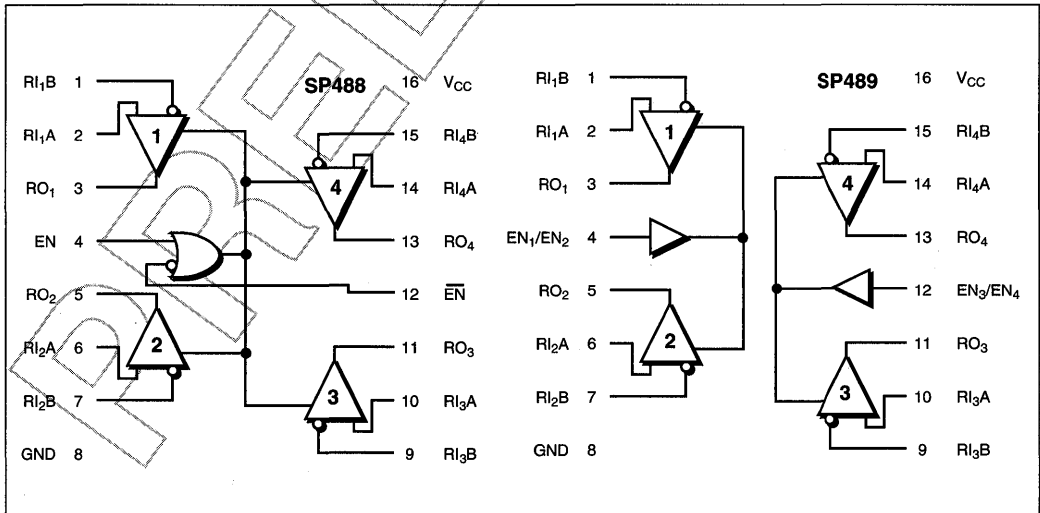 SP488
RI₁B 1
16 V_CC
RI₁A 2
1
15 RI₄B
RO₁ 3
4
14 RI₄A
EN 4
13 RO₄
RO₂ 5
12 E̅N̅
RI₂A 6
2
11 RO₃
RI₂B 7
3
10 RI₃A
GND 8
9 RI₃B
SP489
RI₁B 1
16 V_CC
RI₁A 2
1
15 RI₄B
RO₁ 3
4
14 RI₄A
EN₁/EN₂ 4
13 RO₄
RO₂ 5
12 EN₃/EN₄
RI₂A 6
2
11 RO₃
RI₂B 7
3
10 RI₃A
GND 8
9 RI₃B